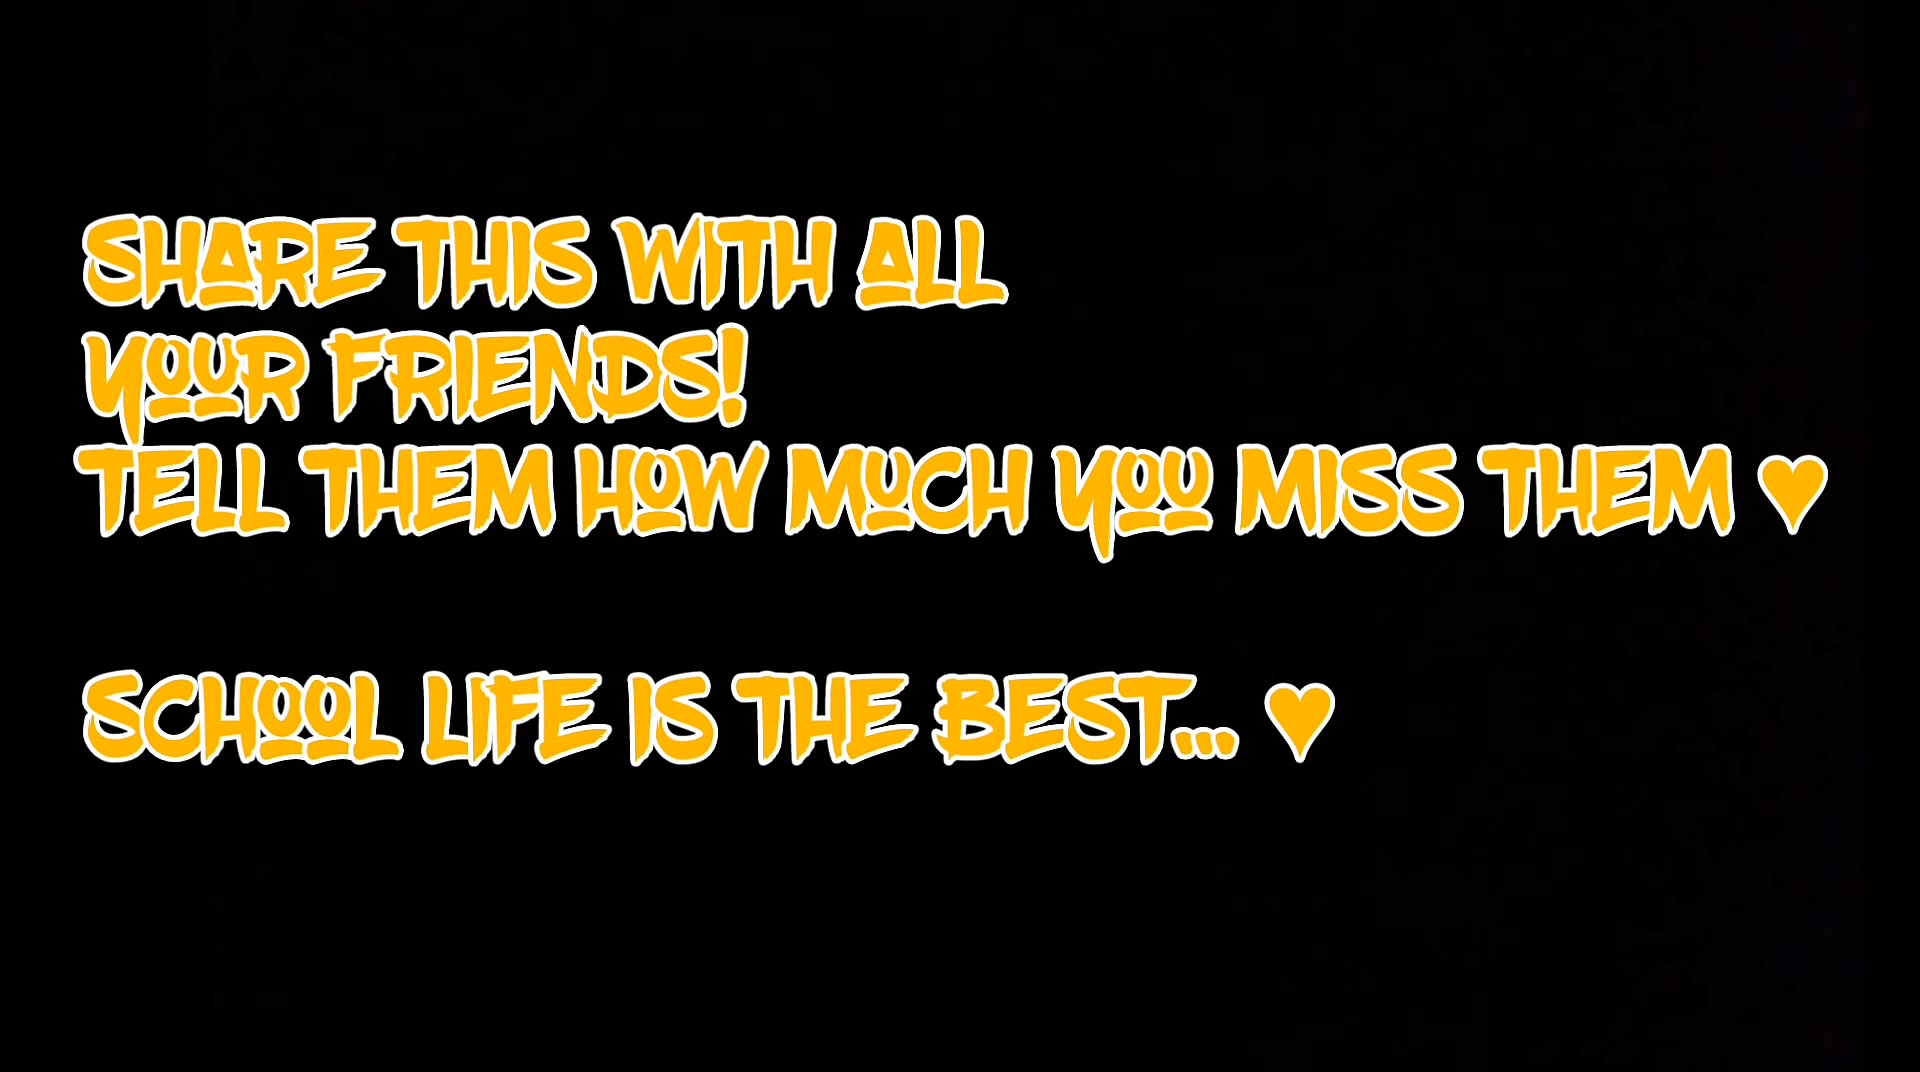 SHARE THIS WITH ALL
YOUR FRIENDS!
TELL THEM HOW MUCH YOU MISS THEM ♥
SCHOOL LIFE IS THE BEST... ♥